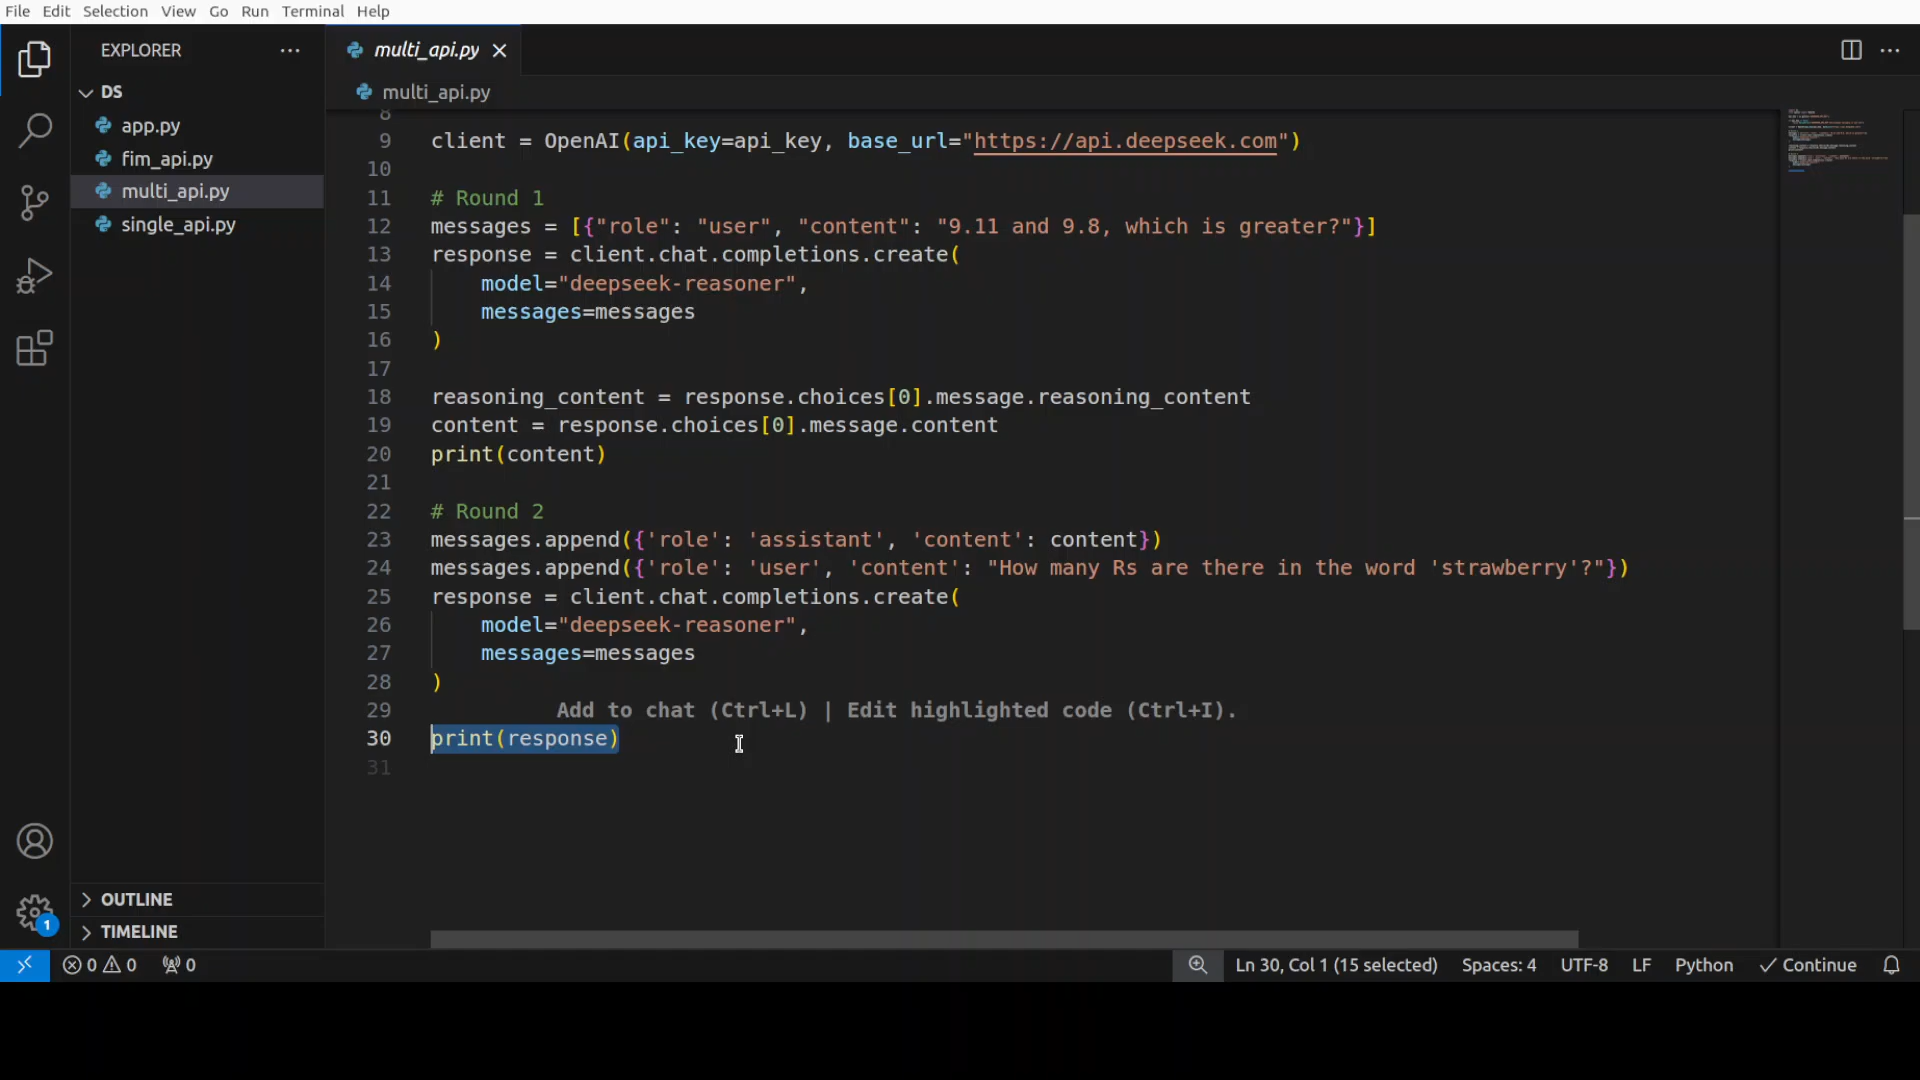 File Edit Selection View Go Run Terminal Help
EXPLORER
DS
app.py
fim_api.py
multi_api.py
single_api.py
OUTLINE
TIMELINE
multi_api.py
multi_api.py
8
9 client = OpenAI(api_key=api_key, base_url="https://api.deepseek.com")
10
11 # Round 1
12 messages = [{"role": "user", "content": "9.11 and 9.8, which is greater?"}]
13 response = client.chat.completions.create(
14     model="deepseek-reasoner",
15     messages=messages
16 )
17
18 reasoning_content = response.choices[0].message.reasoning_content
19 content = response.choices[0].message.content
20 print(content)
21
22 # Round 2
23 messages.append({'role': 'assistant', 'content': content})
24 messages.append({'role': 'user', 'content': "How many Rs are there in the word 'strawberry'?"})
25 response = client.chat.completions.create(
26     model="deepseek-reasoner",
27     messages=messages
28 )
29 Add to chat (Ctrl+L) | Edit highlighted code (Ctrl+I).
30 print(response)
31
1
0 0 0 Ln 30, Col 1 (15 selected) Spaces: 4 UTF-8 LF Python Continue